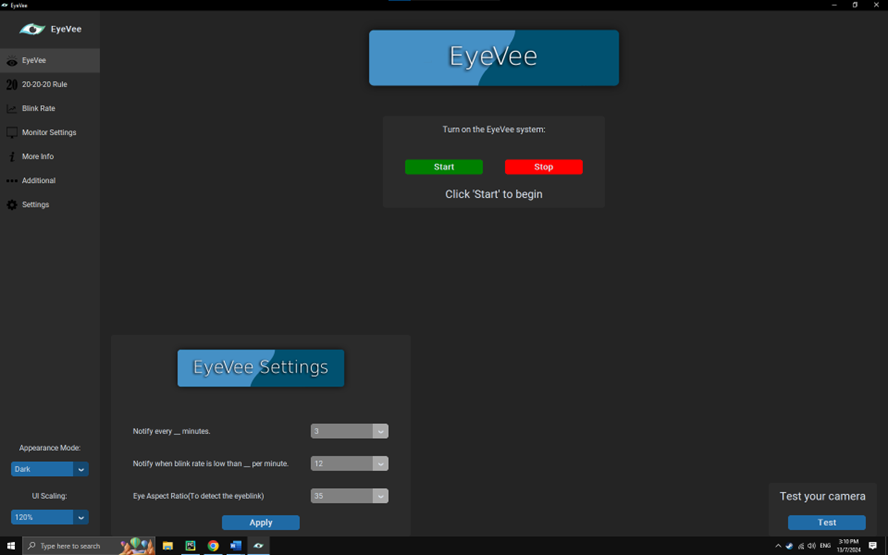 EyeVee
EyeVee
EyeVee
20 20-20-20 Rule
Blink Rate
Monitor Settings
i More Info
Additional
Settings
Appearance Mode:
Dark
UI Scaling:
120%
EyeVee
Turn on the EyeVee system:
Start Stop
Click 'Start' to begin
EyeVee Settings
Notify every __ minutes. 3
Notify when blink rate is low than __ per minute. 12
Eye Aspect Ratio(To detect the eyeblink) 35
Apply
Test your camera
Test
Type here to search
ENG
3:10 PM
13/7/2024